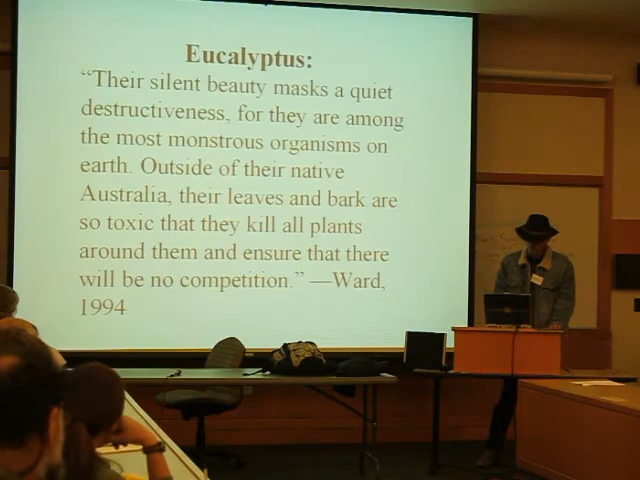 Eucalyptus:
“Their silent beauty masks a quiet
destructiveness, for they are among
the most monstrous organisms on
earth. Outside of their native
Australia, their leaves and bark are
so toxic that they kill all plants
around them and ensure that there
will be no competition.” —Ward,
1994